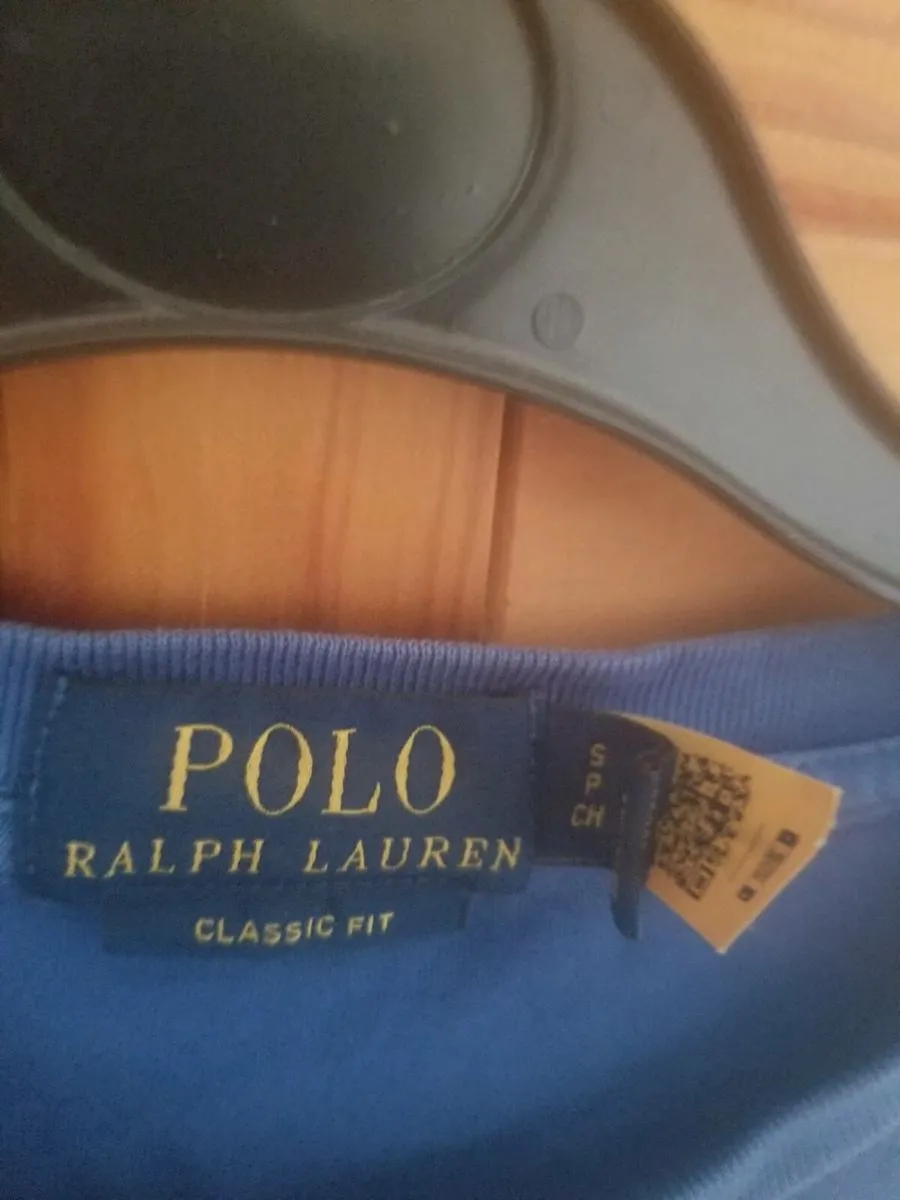 POLO
RALPH LAUREN
CLASSIC FIT
S
P
CH